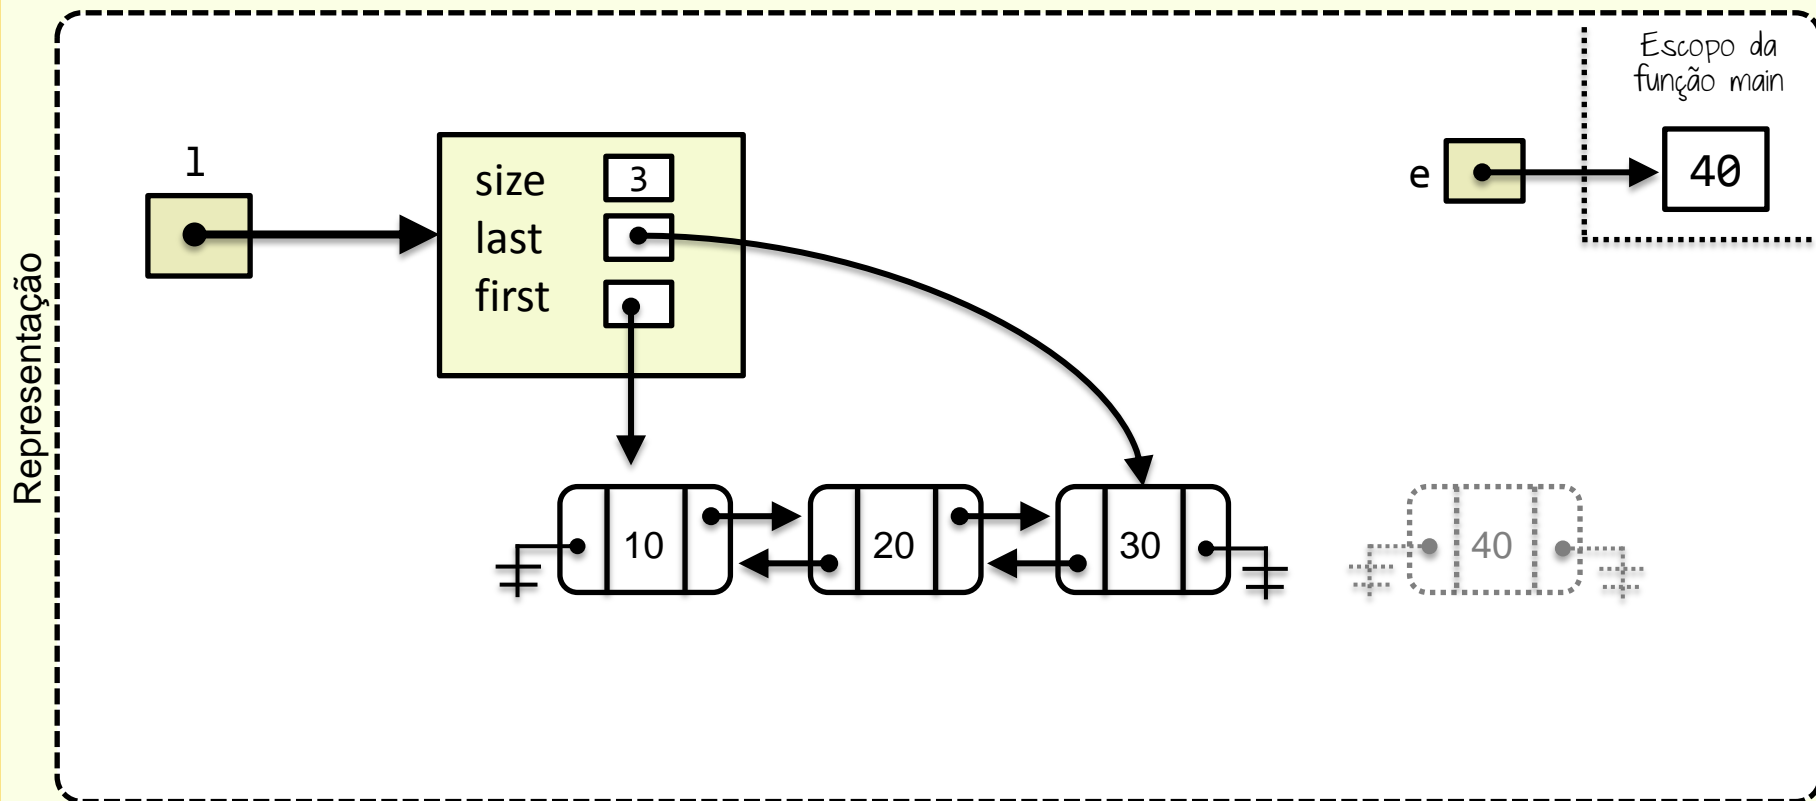 Representação
Escopo da
função main
l
size 3
last
first
e
40
10
20
30
40